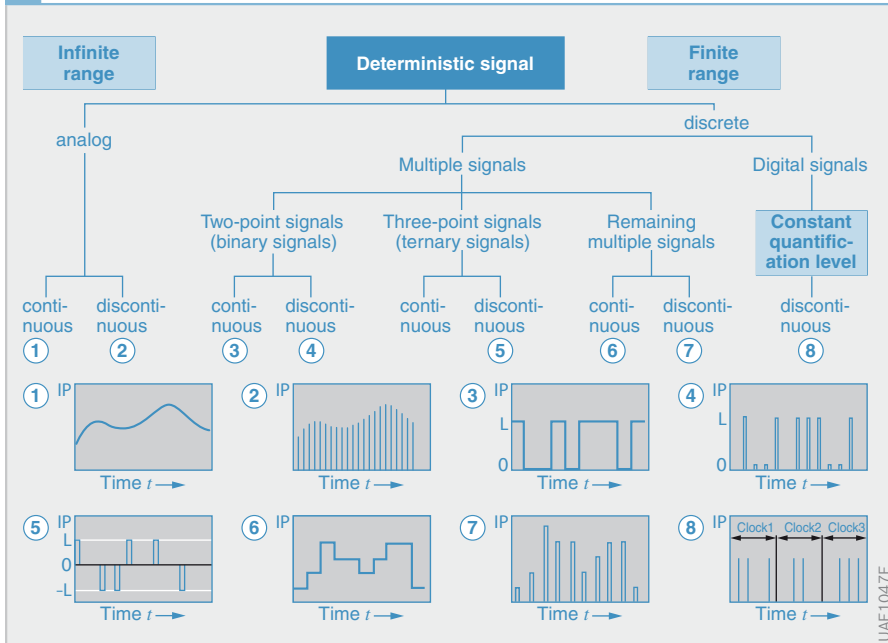 Infinite
range
Deterministic signal
Finite
range
analog
discrete
Multiple signals
Digital signals
Two-point signals
(binary signals)
Three-point signals
(ternary signals)
Remaining
multiple signals
Constant
quantific-
ation level
conti-
nuous
1
disconti-
nuous
2
conti-
nuous
3
disconti-
nuous
4
conti-
nuous
disconti-
nuous
5
conti-
nuous
6
disconti-
nuous
7
disconti-
nuous
8
1 IP
Time t
2 IP
Time t
3 IP
L
0
Time t
4 IP
L
0
Time t
5 IP
L
0
-L
Time t
6 IP
Time t
7 IP
Time t
8 IP
Clock1 Clock2 Clock3
Time t
UAE1047E